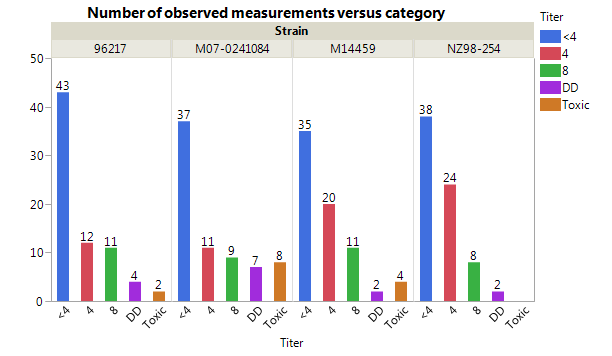 Number of observed measurements versus category
Strain
96217 M07-0241084 M14459 NZ98-254
Titer
<4
4
8
DD
Toxic
50
40
30
20
10
0
43 12 11 4 2
37 11 9 7 8
35 20 11 2 4
38 24 8 2
<4 4 8 DD Toxic <4 4 8 DD Toxic <4 4 8 DD Toxic <4 4 8 DD Toxic
Titer